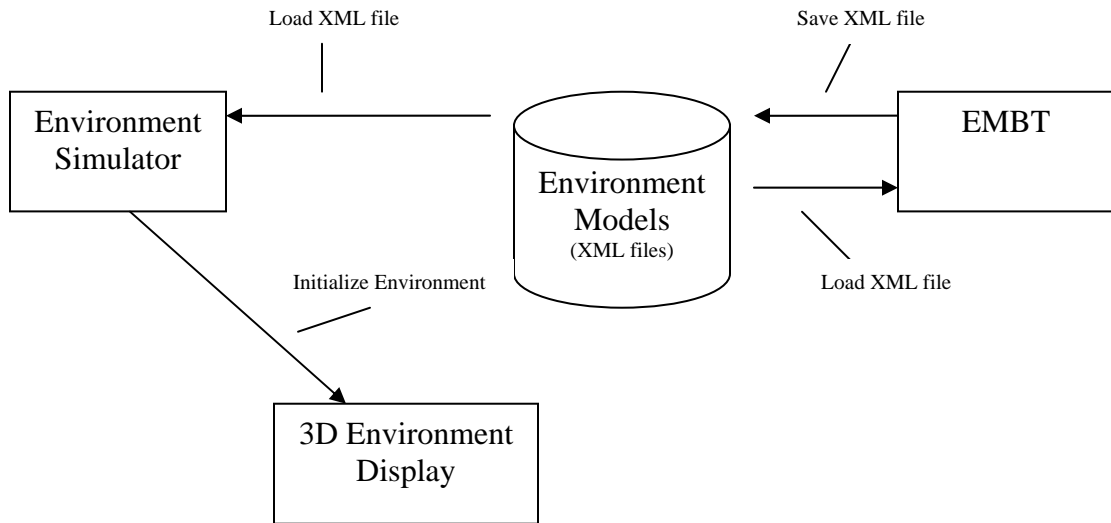 Load XML file
Save XML file
Environment
Simulator
EMBT
Environment
Models
(XML files)
Initialize Environment
Load XML file
3D Environment
Display